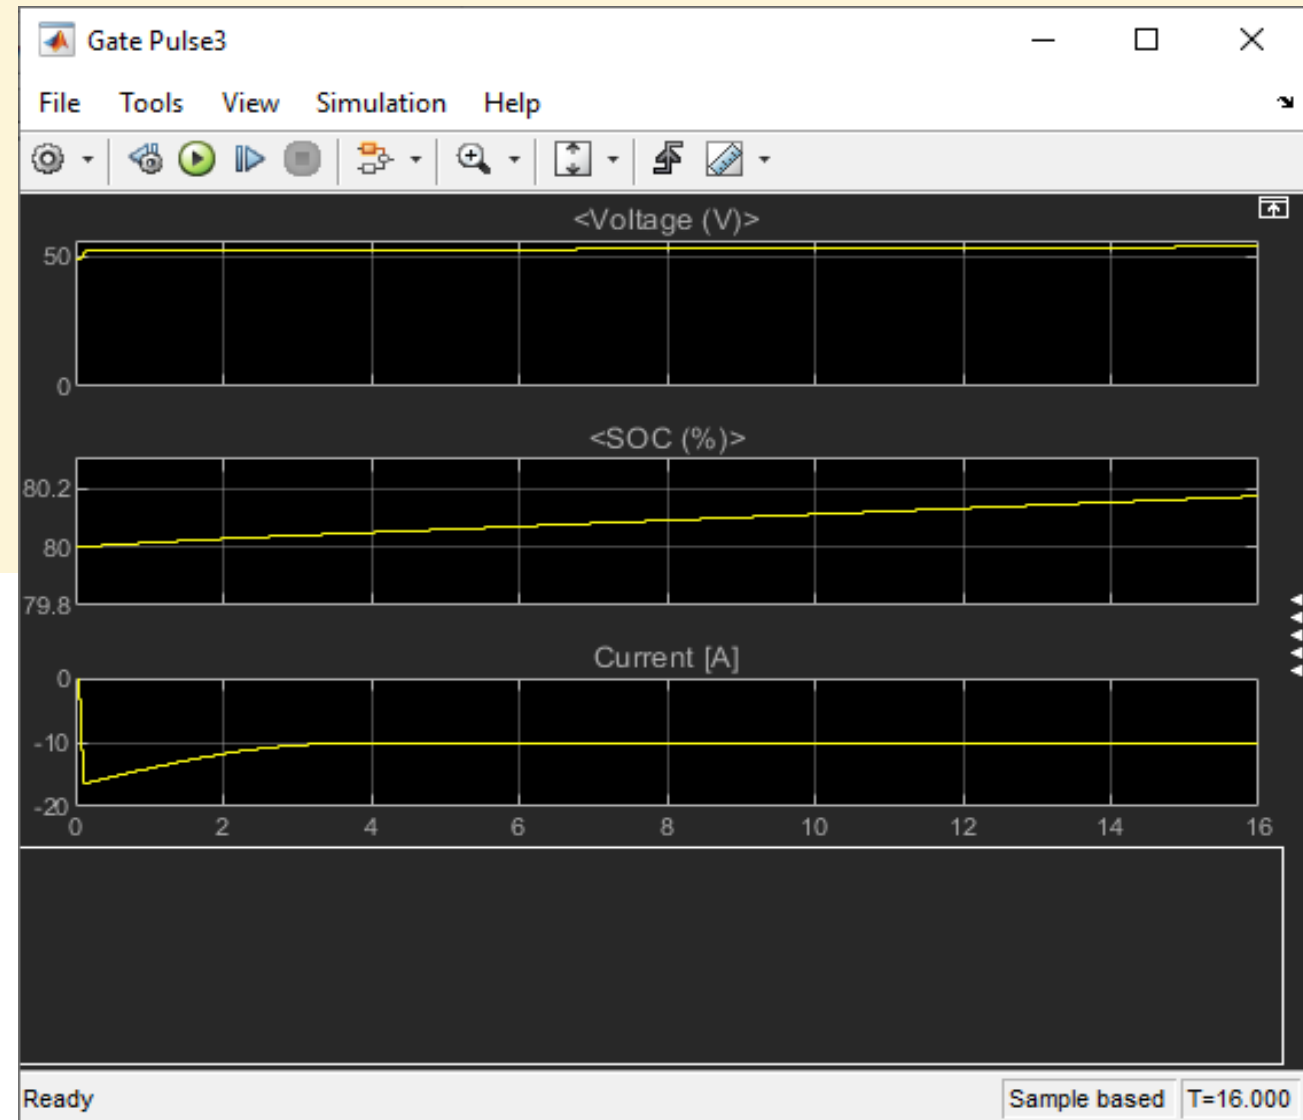 Gate Pulse3
File Tools View Simulation Help
<Voltage (V)>
50
0
<SOC (%)>
80.2
80
79.8
Current [A]
0
-10
-20
0 2 4 6 8 10 12 14 16
Ready Sample based T=16.000